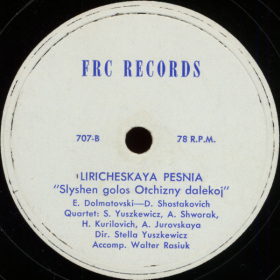 FRC RECORDS
707-B 78 R.P.M.
LIRICHESKAYA PESNIA
"Slyshen golos Otchizny dalekoj"
E. Dolmatovski—D. Shostakovich
Quartet: S. Yuszkewicz, A. Shworak,
H. Kurilovich, A. Jurovskaya
Dir. Stella Yuszkewicz
Accomp. Walter Rasiuk